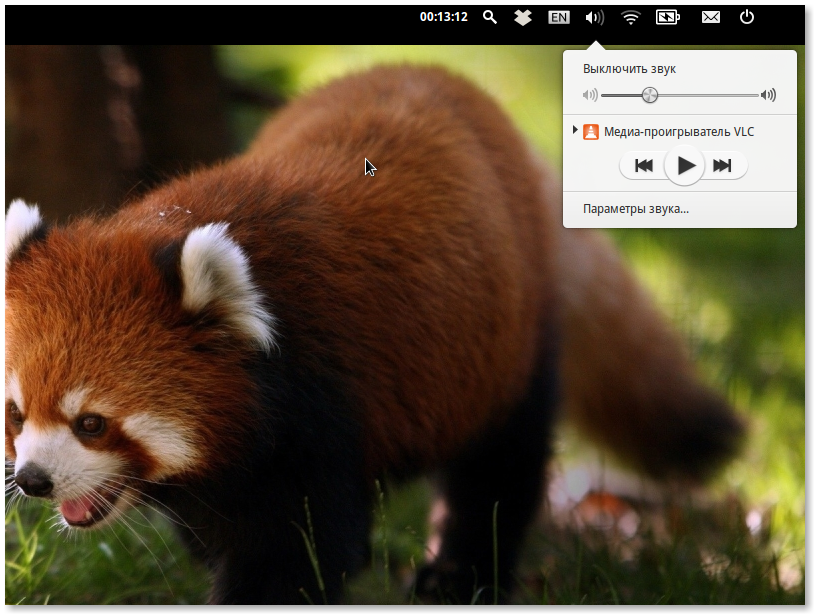 00:13:12
EN
Выключить звук
Медиа-проигрыватель VLC
Параметры звука...